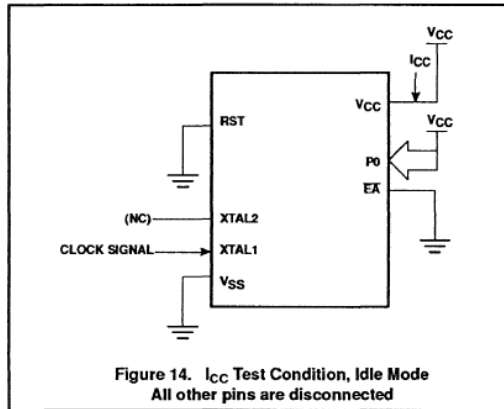 VCC
ICC
VCC
VCC
RST
P0
EA
(NC)
XTAL2
CLOCK SIGNAL
XTAL1
VSS
Figure 14. ICC Test Condition, Idle Mode
All other pins are disconnected